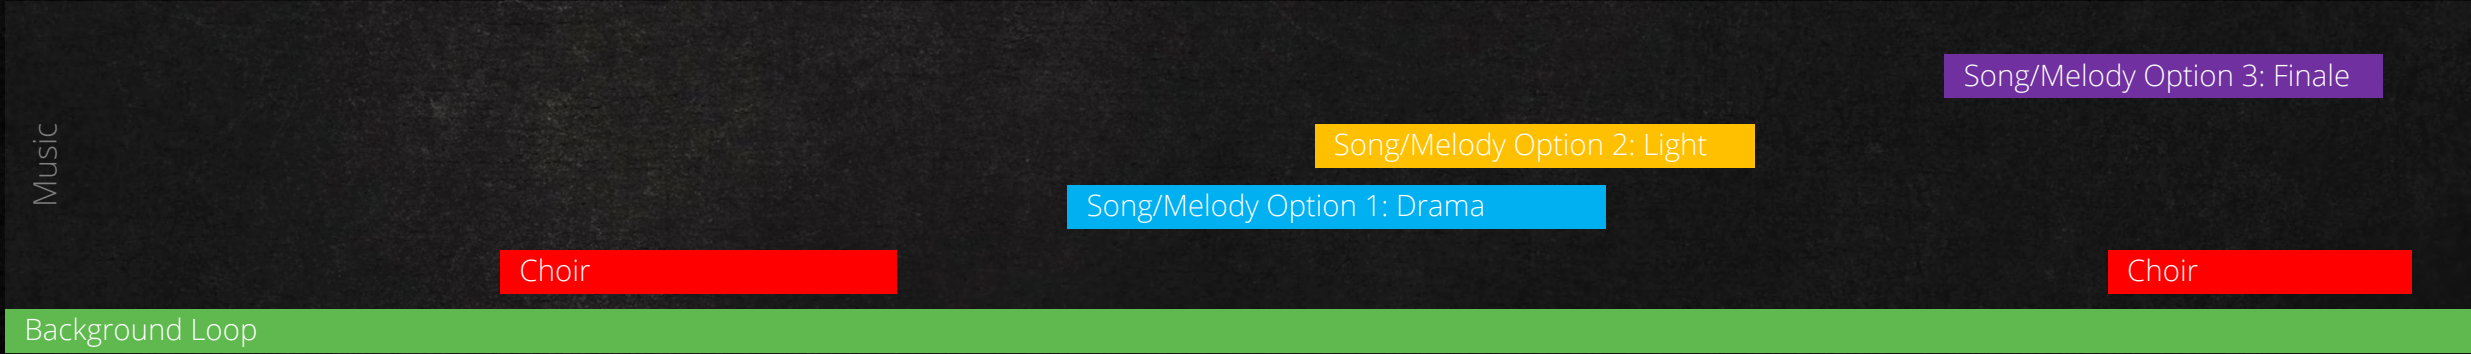 Music
Song/Melody Option 3: Finale
Song/Melody Option 2: Light
Song/Melody Option 1: Drama
Choir
Choir
Background Loop